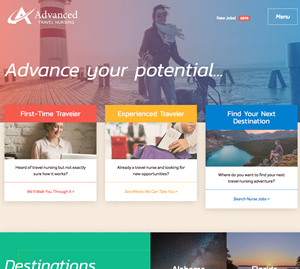 Advanced
TRAVEL NURSING
New Jobs! beta
Menu
Advance your potential...
First-Time Traveler
Heard of travel nursing but not exactly
sure how it works?
We'll Walk You Through It >
Experienced Traveler
Already a travel nurse and looking for
new opportunities?
See Where We Can Take You >
Find Your Next
Destination
Where do you want to find your next
travel nursing adventure?
Search Nurse Jobs >
Destinations
Alabama
Florida